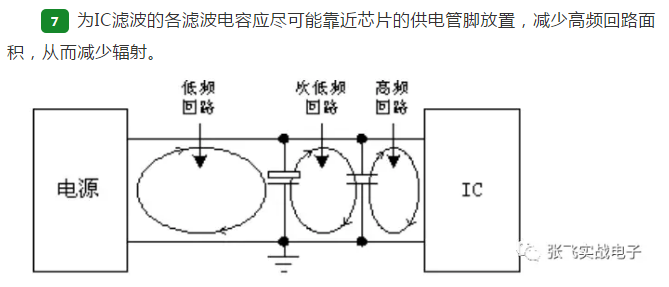 7 为IC滤波的各滤波电容应尽可能靠近芯片的供电管脚放置，减少高频回路面
积，从而减少辐射。
低频 吹低频 高频
回路 回路 回路
电源 IC
张飞实战电子